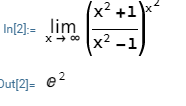 In[2]:= lim x → ∞ ((x² + 1)/(x² − 1))^x²
Out[2]= e²